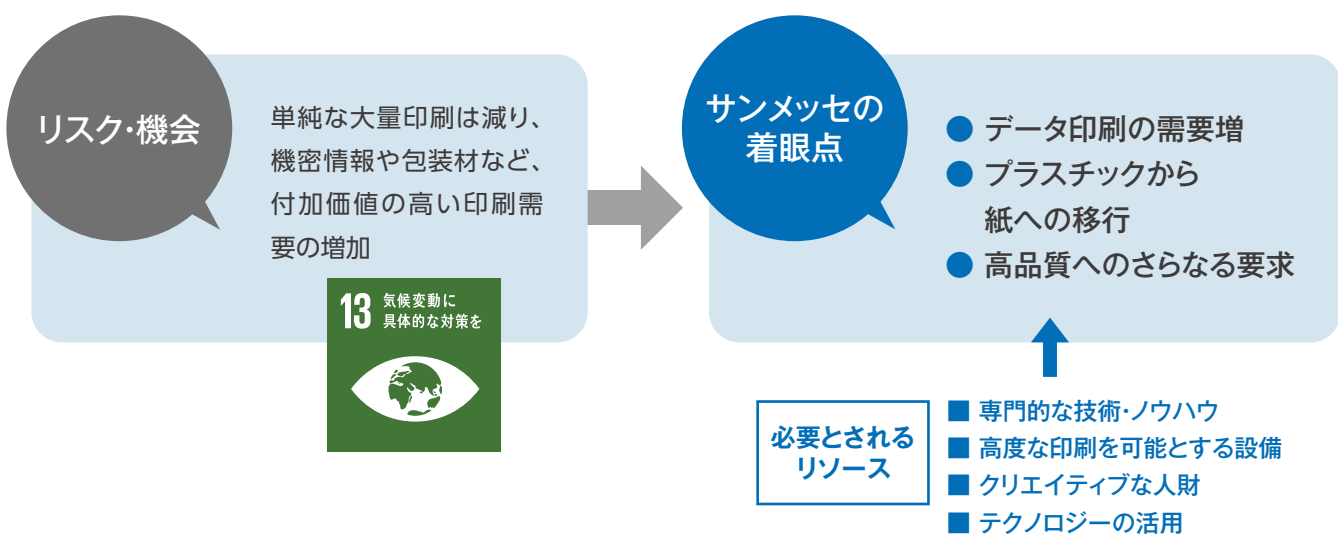 リスク・機会
単純な大量印刷は減り、
機密情報や包装材など、
付加価値の高い印刷需
要の増加
13 気候変動に
具体的な対策を
サンメッセの
着眼点
● データ印刷の需要増
● プラスチックから
紙への移行
● 高品質へのさらなる要求
必要とされる
リソース
■ 専門的な技術・ノウハウ
■ 高度な印刷を可能とする設備
■ クリエイティブな人財
■ テクノロジーの活用